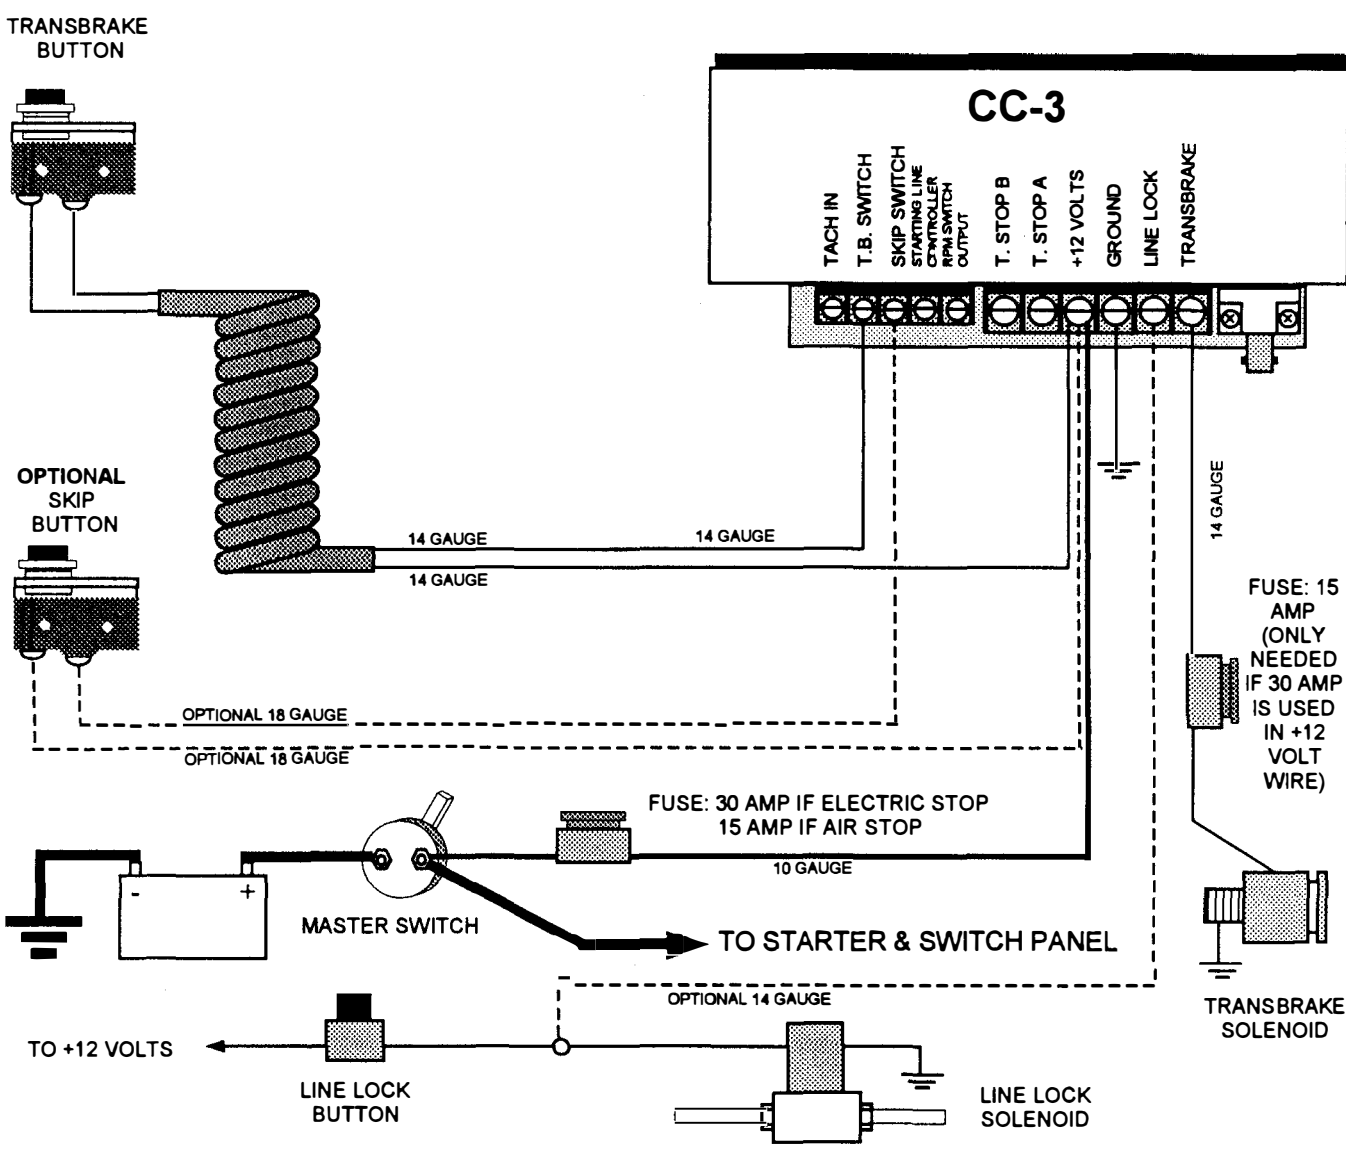 TRANSBRAKE
BUTTON
CC-3
TACH IN
T.B. SWITCH
SKIP SWITCH
STARTING LINE
CONTROLLER
RPM SWITCH
OUTPUT
T. STOP B
T. STOP A
+12 VOLTS
GROUND
LINE LOCK
TRANSBRAKE
OPTIONAL
SKIP
BUTTON
14 GAUGE
14 GAUGE
14 GAUGE
14 GAUGE
FUSE: 15
AMP
(ONLY
NEEDED
IF 30 AMP
IS USED
IN +12
VOLT
WIRE)
OPTIONAL 18 GAUGE
OPTIONAL 18 GAUGE
FUSE: 30 AMP IF ELECTRIC STOP
15 AMP IF AIR STOP
10 GAUGE
- +
MASTER SWITCH
TO STARTER & SWITCH PANEL
OPTIONAL 14 GAUGE
TRANSBRAKE
SOLENOID
TO +12 VOLTS
LINE LOCK
BUTTON
LINE LOCK
SOLENOID